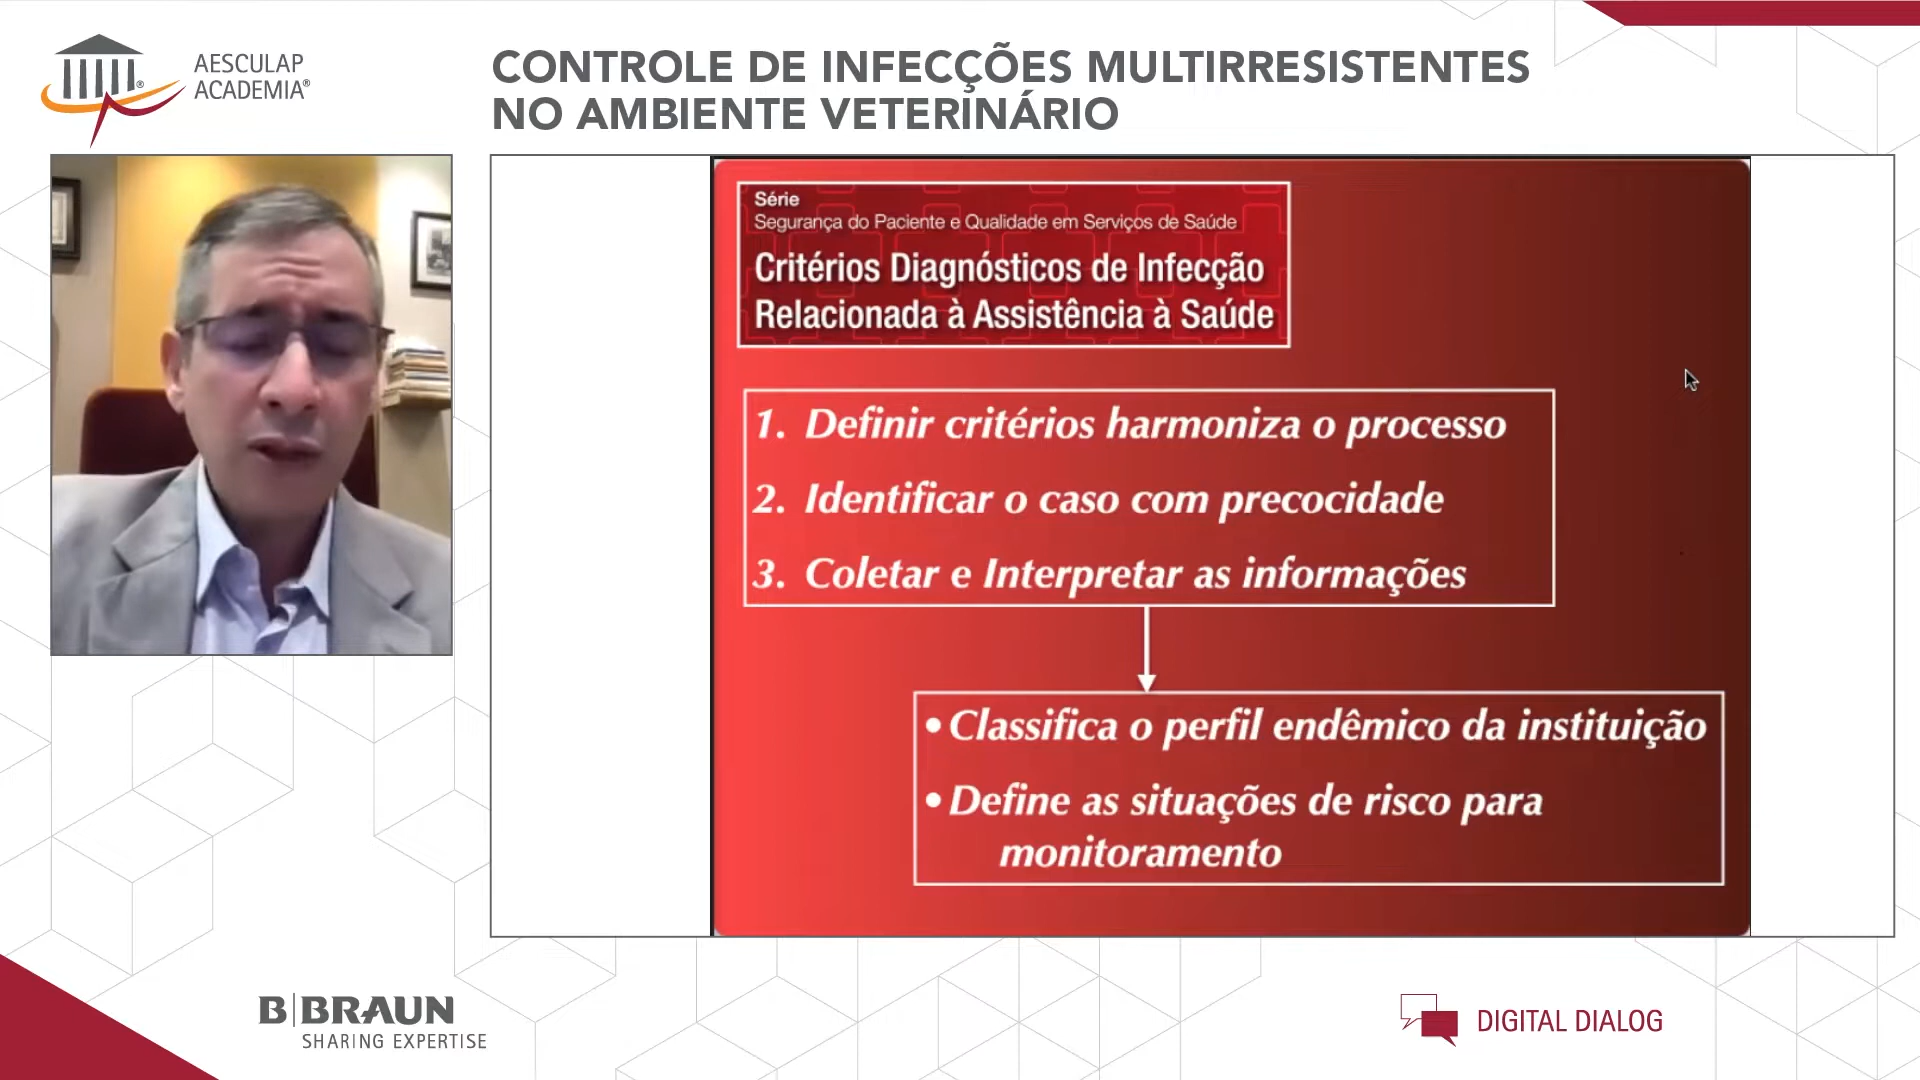 AESCULAP
ACADEMIA®
CONTROLE DE INFECÇÕES MULTIRRESISTENTES
NO AMBIENTE VETERINÁRIO
Série
Segurança do Paciente e Qualidade em Serviços de Saúde
Critérios Diagnósticos de Infecção
Relacionada à Assistência à Saúde
1. Definir critérios harmoniza o processo
2. Identificar o caso com precocidade
3. Coletar e Interpretar as informações
• Classifica o perfil endêmico da instituição
• Define as situações de risco para
monitoramento
B|BRAUN
SHARING EXPERTISE
DIGITAL DIALOG